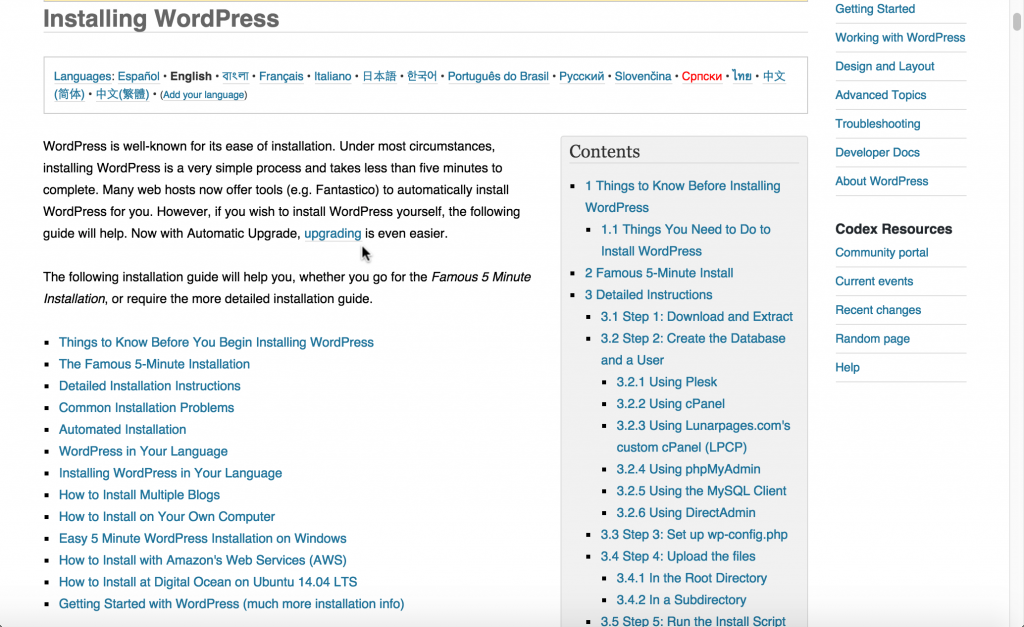 Installing WordPress
Languages: Español • English • বাংলা • Français • Italiano • 日本語 • 한국어 • Português do Brasil • Русский • Slovenčina • Српски • ไทย • 中文
(简体) • 中文(繁體) • (Add your language)
WordPress is well-known for its ease of installation. Under most circumstances,
installing WordPress is a very simple process and takes less than five minutes to
complete. Many web hosts now offer tools (e.g. Fantastico) to automatically install
WordPress for you. However, if you wish to install WordPress yourself, the following
guide will help. Now with Automatic Upgrade, upgrading is even easier.
The following installation guide will help you, whether you go for the Famous 5 Minute
Installation, or require the more detailed installation guide.
Things to Know Before You Begin Installing WordPress
The Famous 5-Minute Installation
Detailed Installation Instructions
Common Installation Problems
Automated Installation
WordPress in Your Language
Installing WordPress in Your Language
How to Install Multiple Blogs
How to Install on Your Own Computer
Easy 5 Minute WordPress Installation on Windows
How to Install with Amazon's Web Services (AWS)
How to Install at Digital Ocean on Ubuntu 14.04 LTS
Getting Started with WordPress (much more installation info)
Contents
1 Things to Know Before Installing
WordPress
1.1 Things You Need to Do to
Install WordPress
2 Famous 5-Minute Install
3 Detailed Instructions
3.1 Step 1: Download and Extract
3.2 Step 2: Create the Database
and a User
3.2.1 Using Plesk
3.2.2 Using cPanel
3.2.3 Using Lunarpages.com's
custom cPanel (LPCP)
3.2.4 Using phpMyAdmin
3.2.5 Using the MySQL Client
3.2.6 Using DirectAdmin
3.3 Step 3: Set up wp-config.php
3.4 Step 4: Upload the files
3.4.1 In the Root Directory
3.4.2 In a Subdirectory
3.5 Step 5: Run the Install Script
Getting Started
Working with WordPress
Design and Layout
Advanced Topics
Troubleshooting
Developer Docs
About WordPress
Codex Resources
Community portal
Current events
Recent changes
Random page
Help